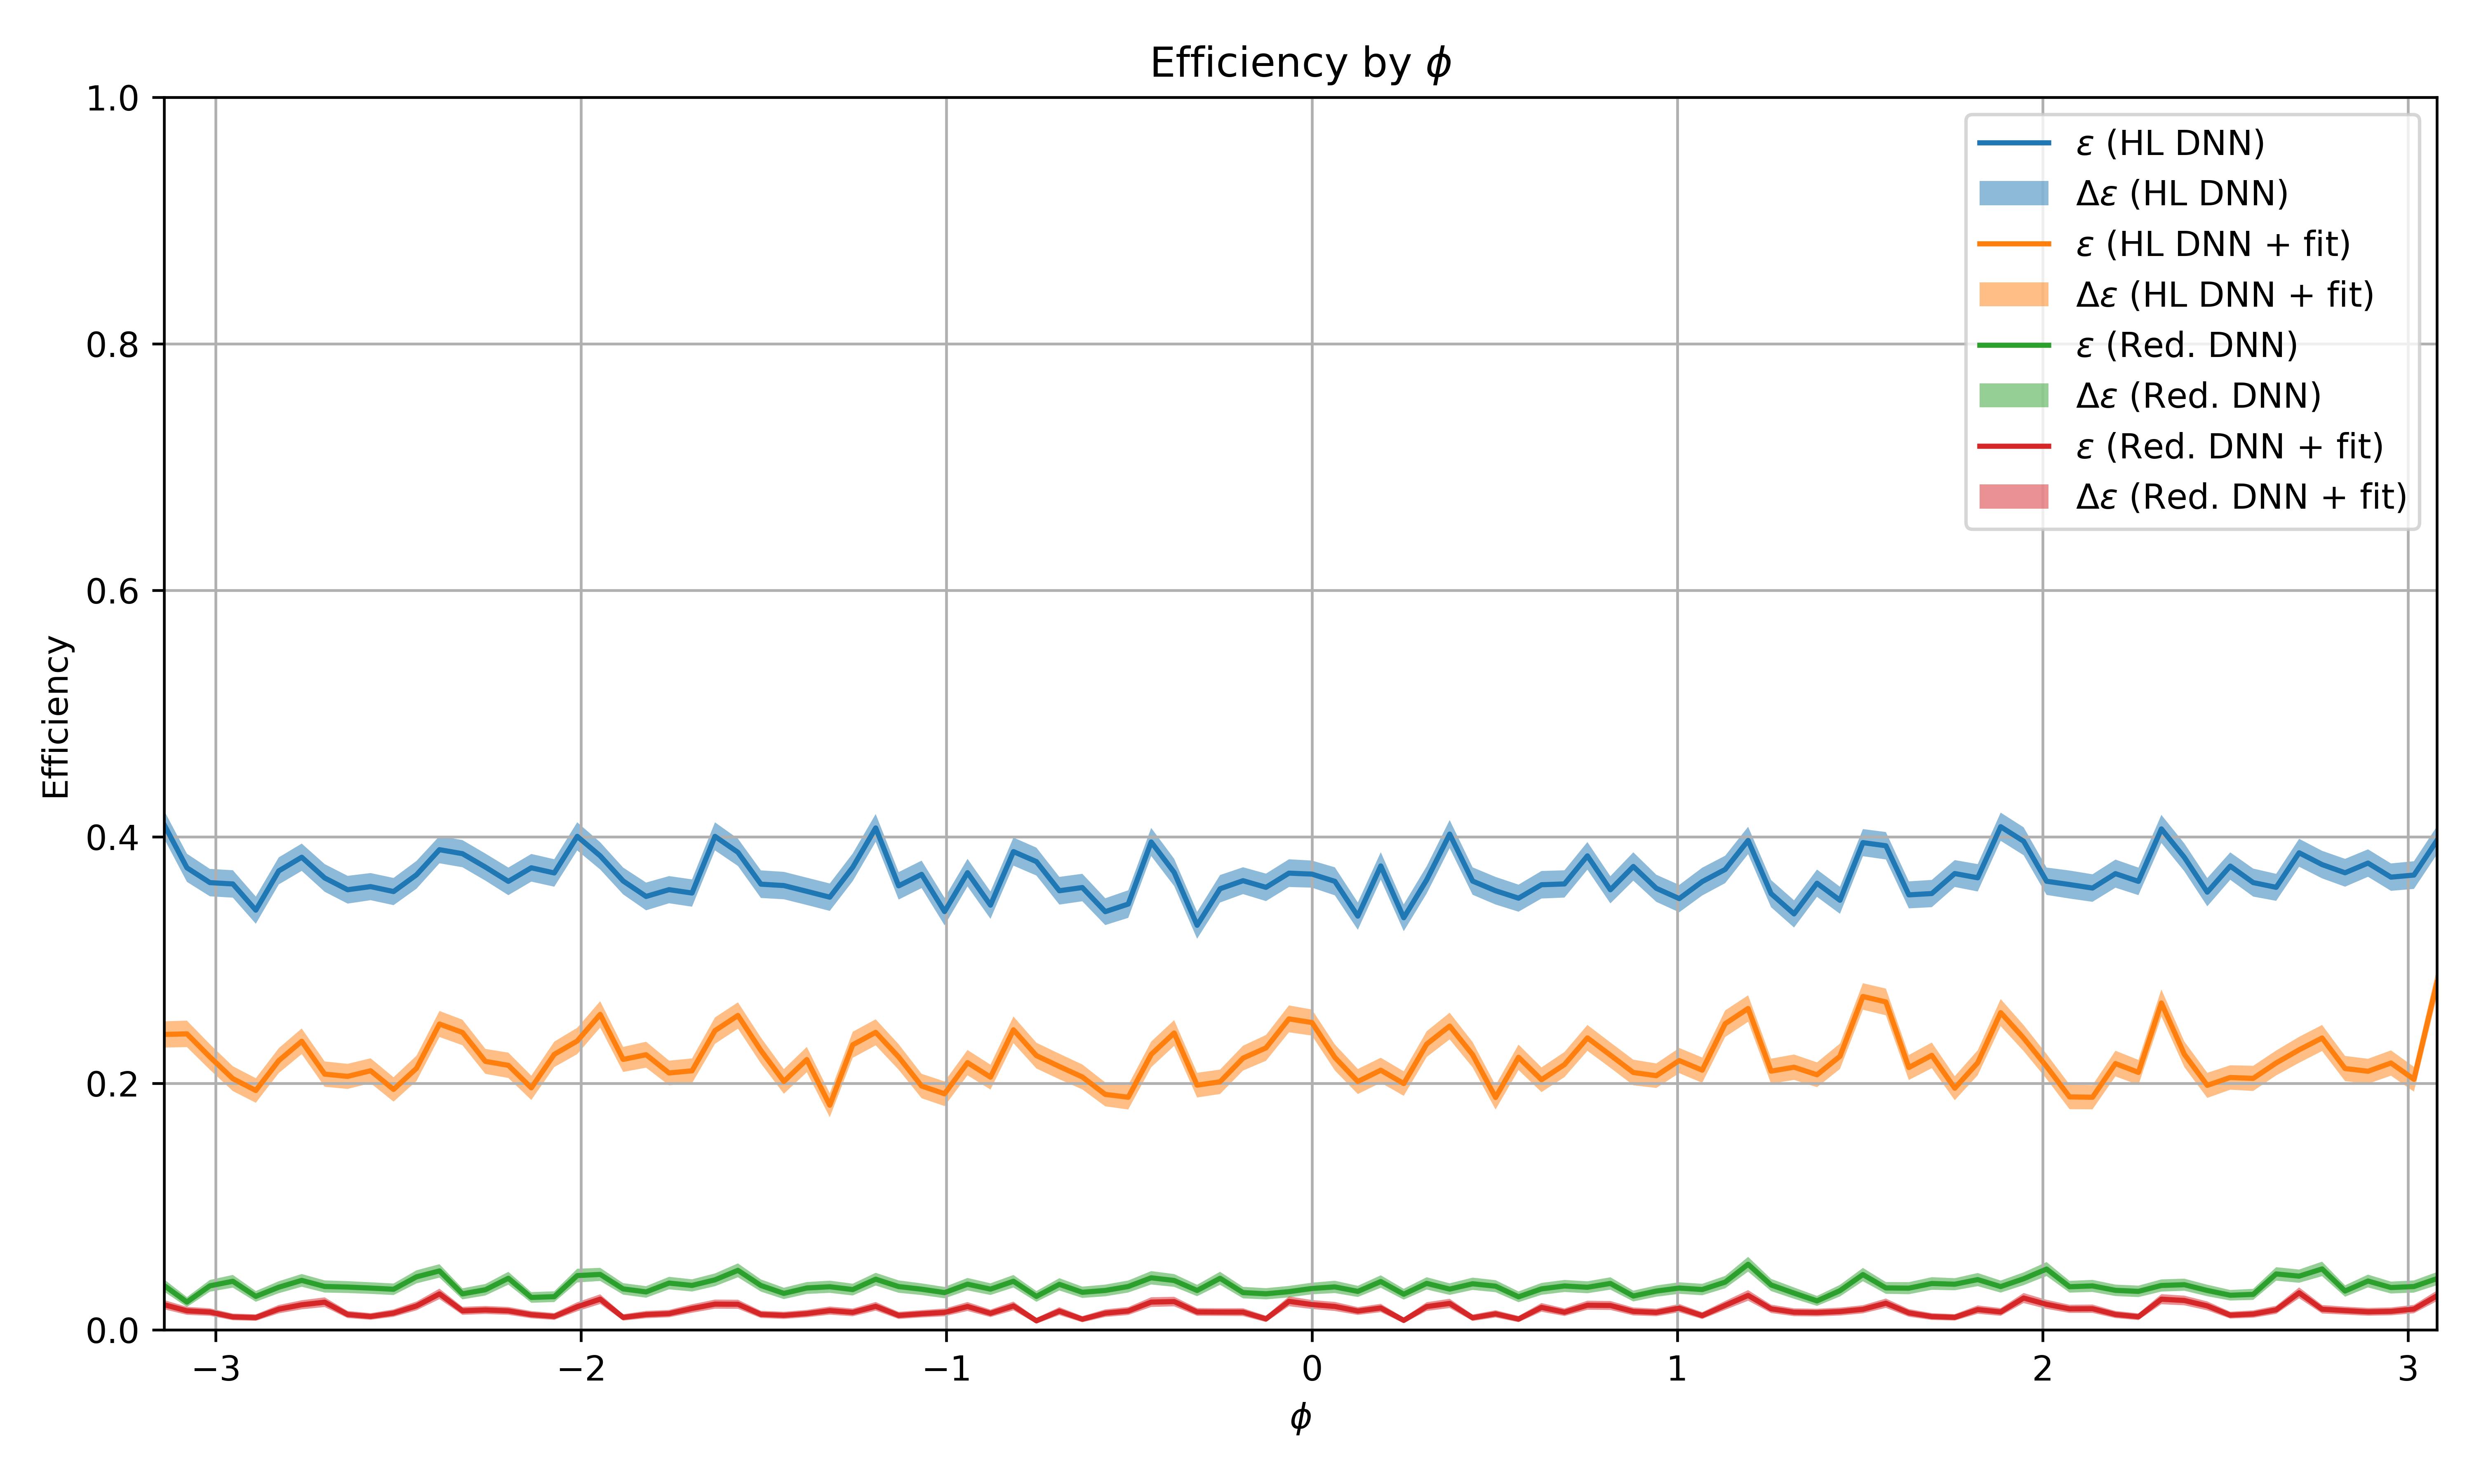 Efficiency by ϕ
1.0
0.8
0.6
0.4
0.2
0.0
Efficiency
ε (HL DNN)
Δε (HL DNN)
ε (HL DNN + fit)
Δε (HL DNN + fit)
ε (Red. DNN)
Δε (Red. DNN)
ε (Red. DNN + fit)
Δε (Red. DNN + fit)
−3 −2 −1 0 1 2 3
ϕ